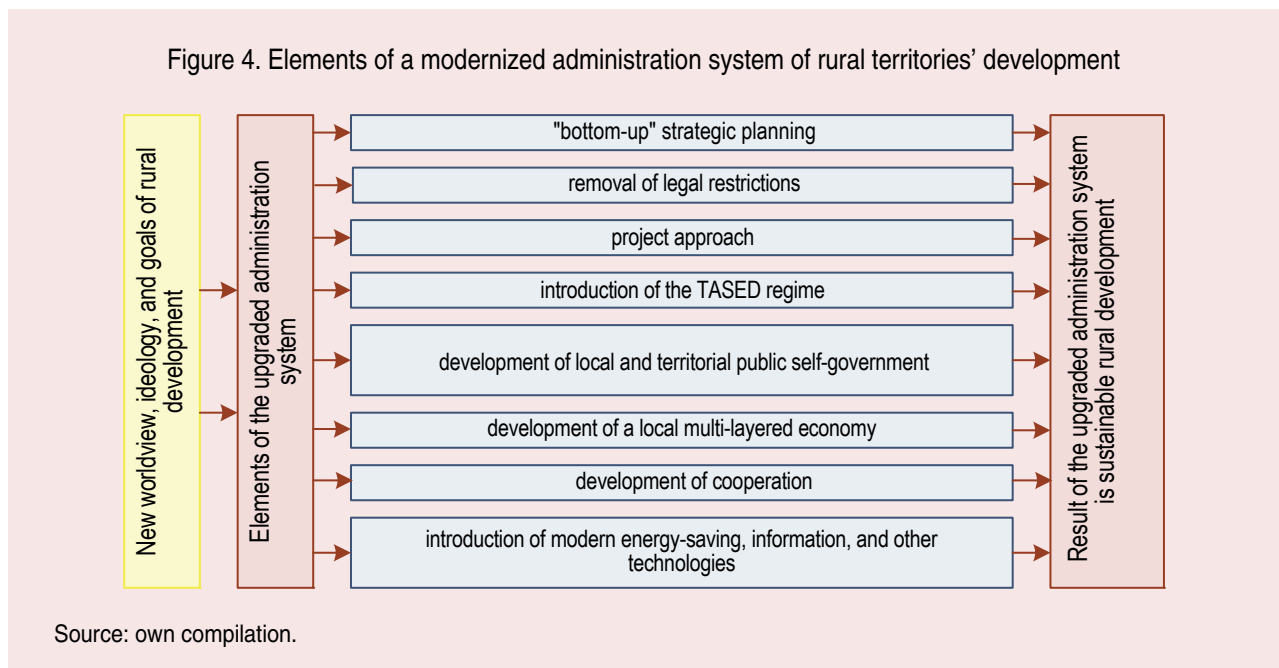 Figure 4. Elements of a modernized administration system of rural territories' development
New worldview, ideology, and goals of rural
development
Elements of the upgraded administration
system
"bottom-up" strategic planning
removal of legal restrictions
project approach
introduction of the TASED regime
development of local and territorial public self-government
development of a local multi-layered economy
development of cooperation
introduction of modern energy-saving, information, and other
technologies
Result of the upgraded administration system
is sustainable rural development
Source: own compilation.